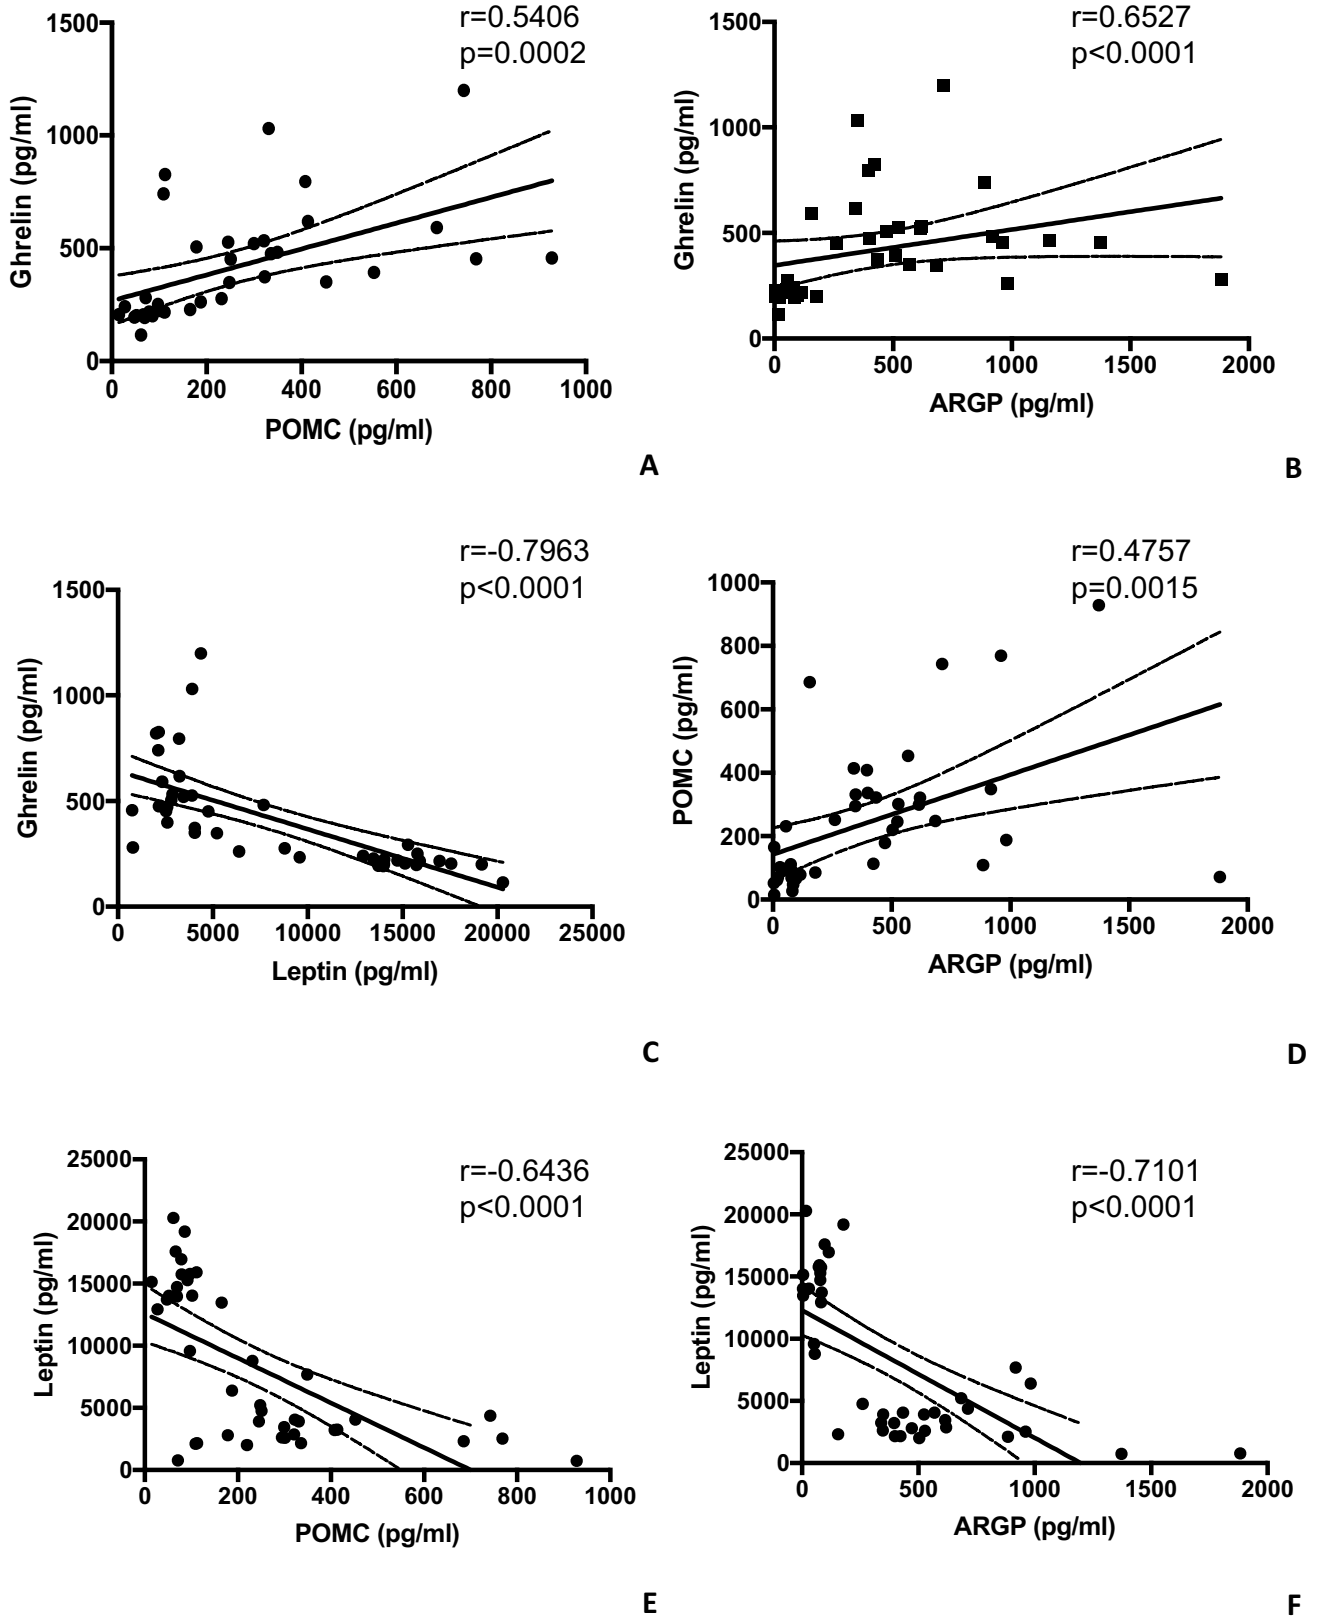 r=0.5406
p=0.0002
1500
1000
500
0
Ghrelin (pg/ml)
0 200 400 600 800 1000
POMC (pg/ml)
A
r=0.6527
p<0.0001
1500
1000
500
0
Ghrelin (pg/ml)
0 500 1000 1500 2000
ARGP (pg/ml)
B
r=-0.7963
p<0.0001
1500
1000
500
0
Ghrelin (pg/ml)
0 5000 10000 15000 20000 25000
Leptin (pg/ml)
C
r=0.4757
p=0.0015
1000
800
600
400
200
0
POMC (pg/ml)
0 500 1000 1500 2000
ARGP (pg/ml)
D
r=-0.6436
p<0.0001
25000
20000
15000
10000
5000
0
Leptin (pg/ml)
0 200 400 600 800 1000
POMC (pg/ml)
E
r=-0.7101
p<0.0001
25000
20000
15000
10000
5000
0
Leptin (pg/ml)
0 500 1000 1500 2000
ARGP (pg/ml)
F